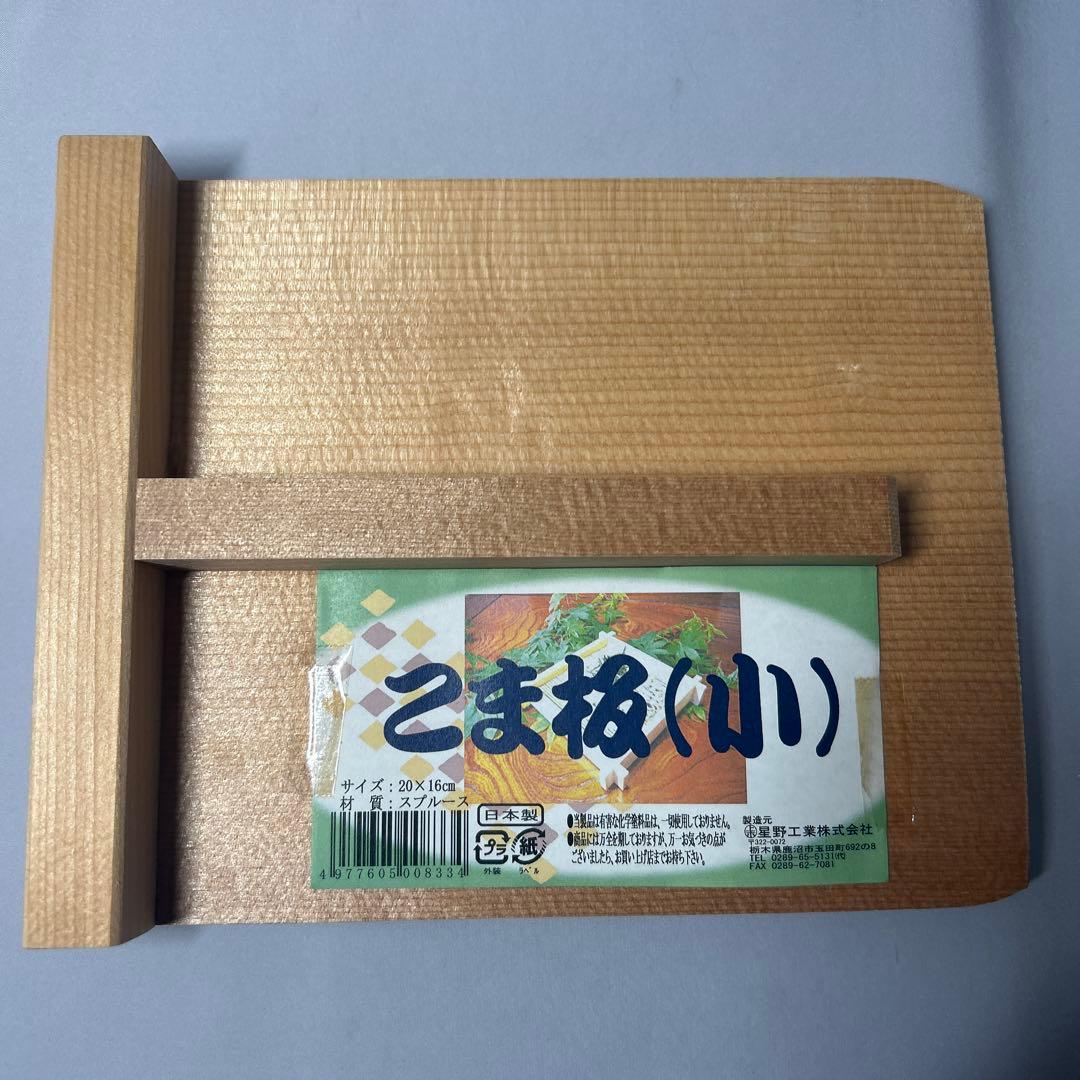 こま板(小)
サイズ:20×16㎝
材 質:スプルース
4 977605 008334
日本製
プラ
外装
紙
ラベル
●当製品は有害な化学塗料品は、一切使用しておりません。
●商品には万全を期しておりますが、万一お気づきの点が
ございましたら、お買い上げ店までお持ち下さい。
製造元
星野工業株式会社
〒322-0072
栃木県鹿沼市玉田町692の8
TEL 0289-65-5131㈹
FAX 0289-62-7081